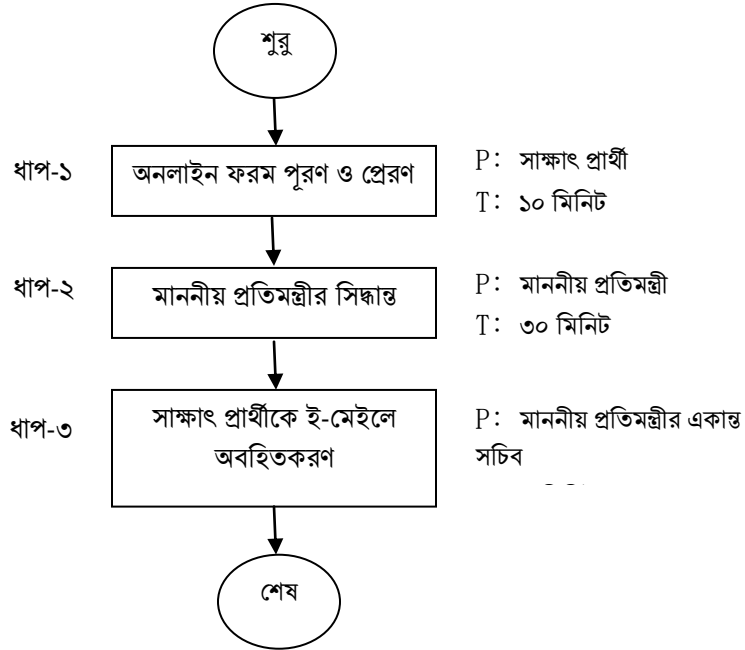 শুরু
ধাপ-১
অনলাইন ফরম পূরণ ও প্রেরণ
P: সাক্ষাৎ প্রার্থী
T: ১০ মিনিট
ধাপ-২
মাননীয় প্রতিমন্ত্রীর সিদ্ধান্ত
P: মাননীয় প্রতিমন্ত্রী
T: ৩০ মিনিট
ধাপ-৩
সাক্ষাৎ প্রার্থীকে ই-মেইলে
অবহিতকরণ
P: মাননীয় প্রতিমন্ত্রীর একান্ত
সচিব
শেষ